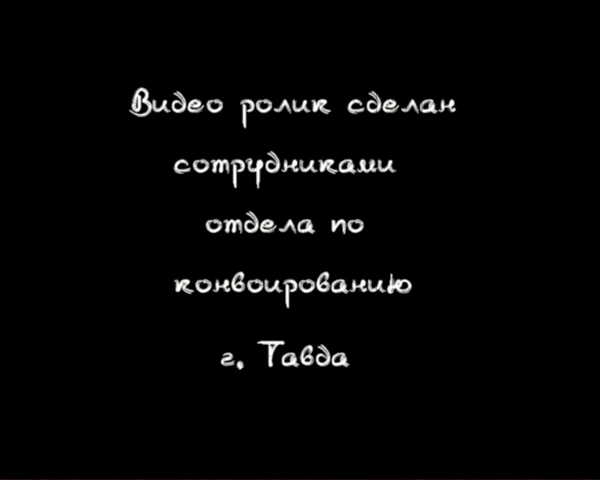 Видео ролик сделан
сотрудниками
отдела по
конвоированию
г. Тавда